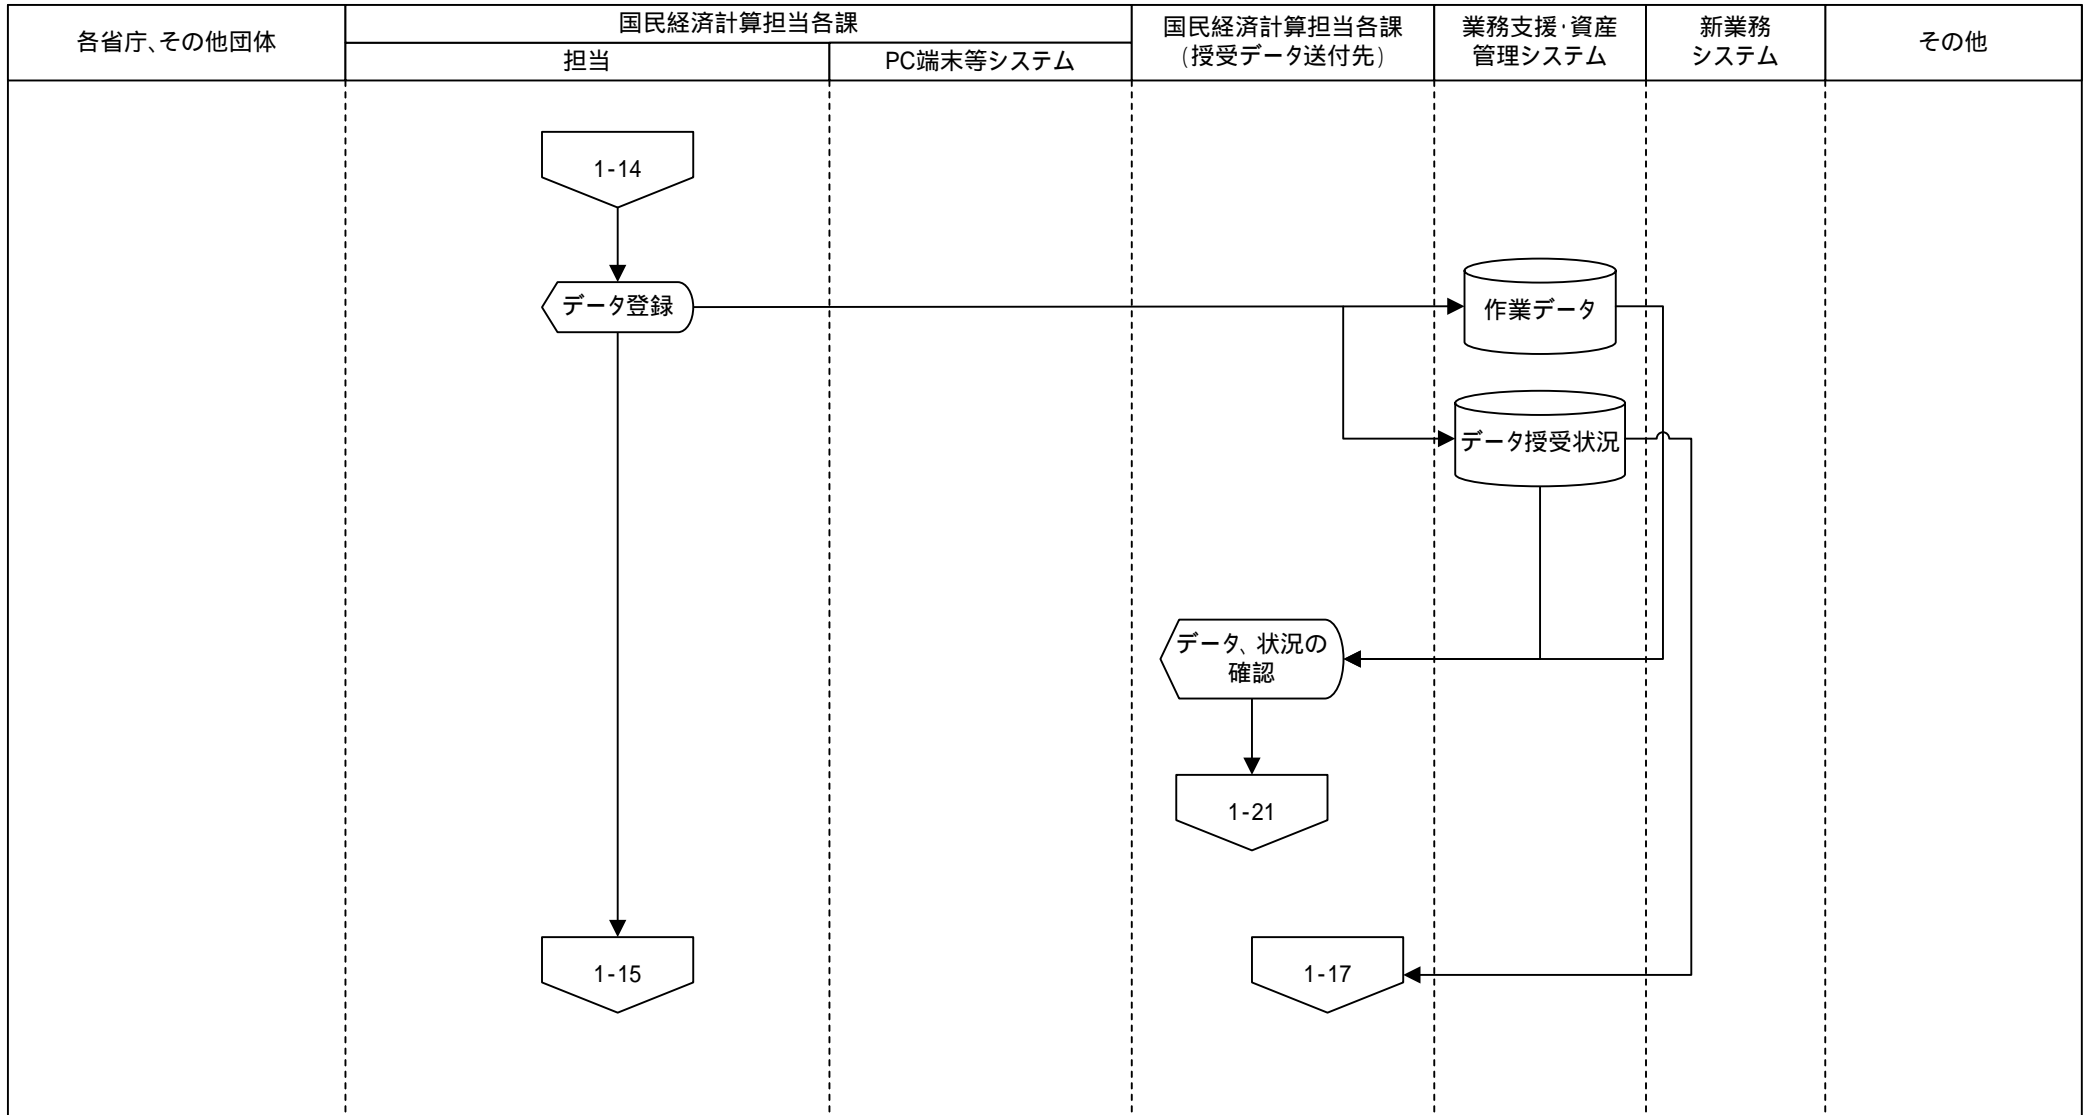 各省庁、その他団体
国民経済計算担当各課
担当
PC端末等システム
国民経済計算担当各課
（授受データ送付先）
業務支援・資産
管理システム
新業務
システム
その他
1-14
データ登録
作業データ
データ授受状況
データ、状況の
確認
1-21
1-15
1-17